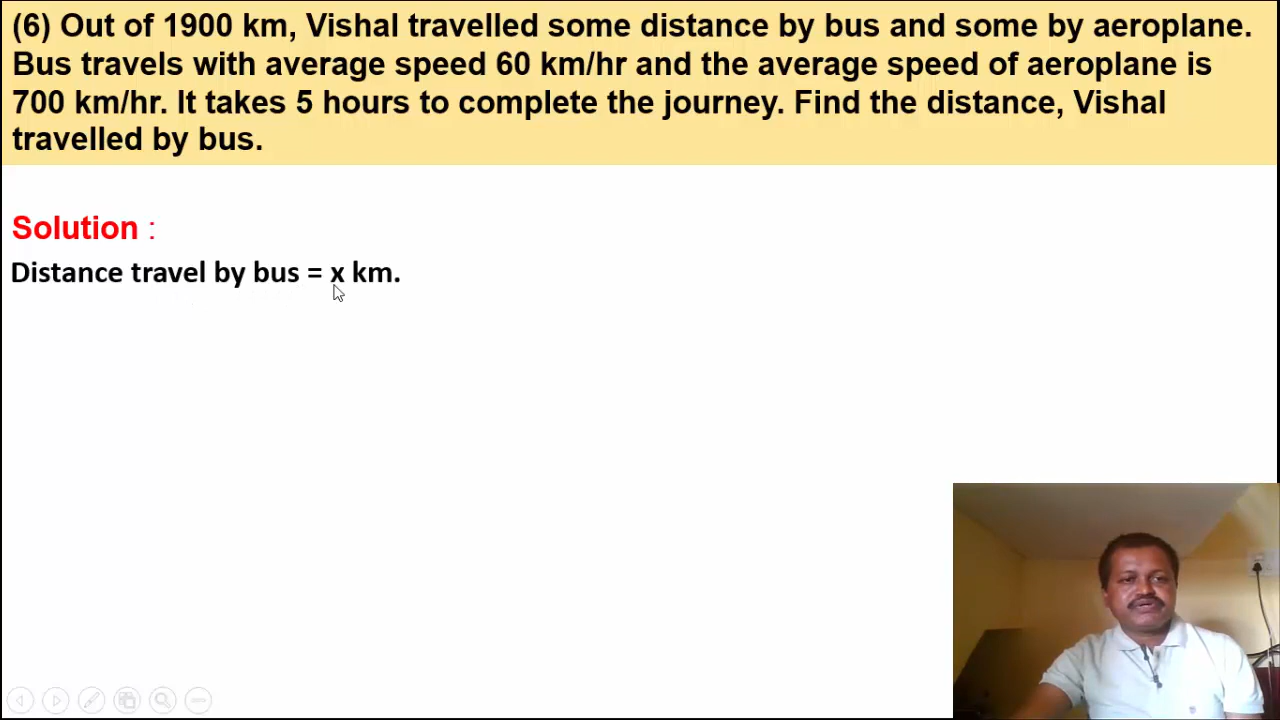 (6) Out of 1900 km, Vishal travelled some distance by bus and some by aeroplane.
Bus travels with average speed 60 km/hr and the average speed of aeroplane is
700 km/hr. It takes 5 hours to complete the journey. Find the distance, Vishal
travelled by bus.
Solution :
Distance travel by bus = x km.